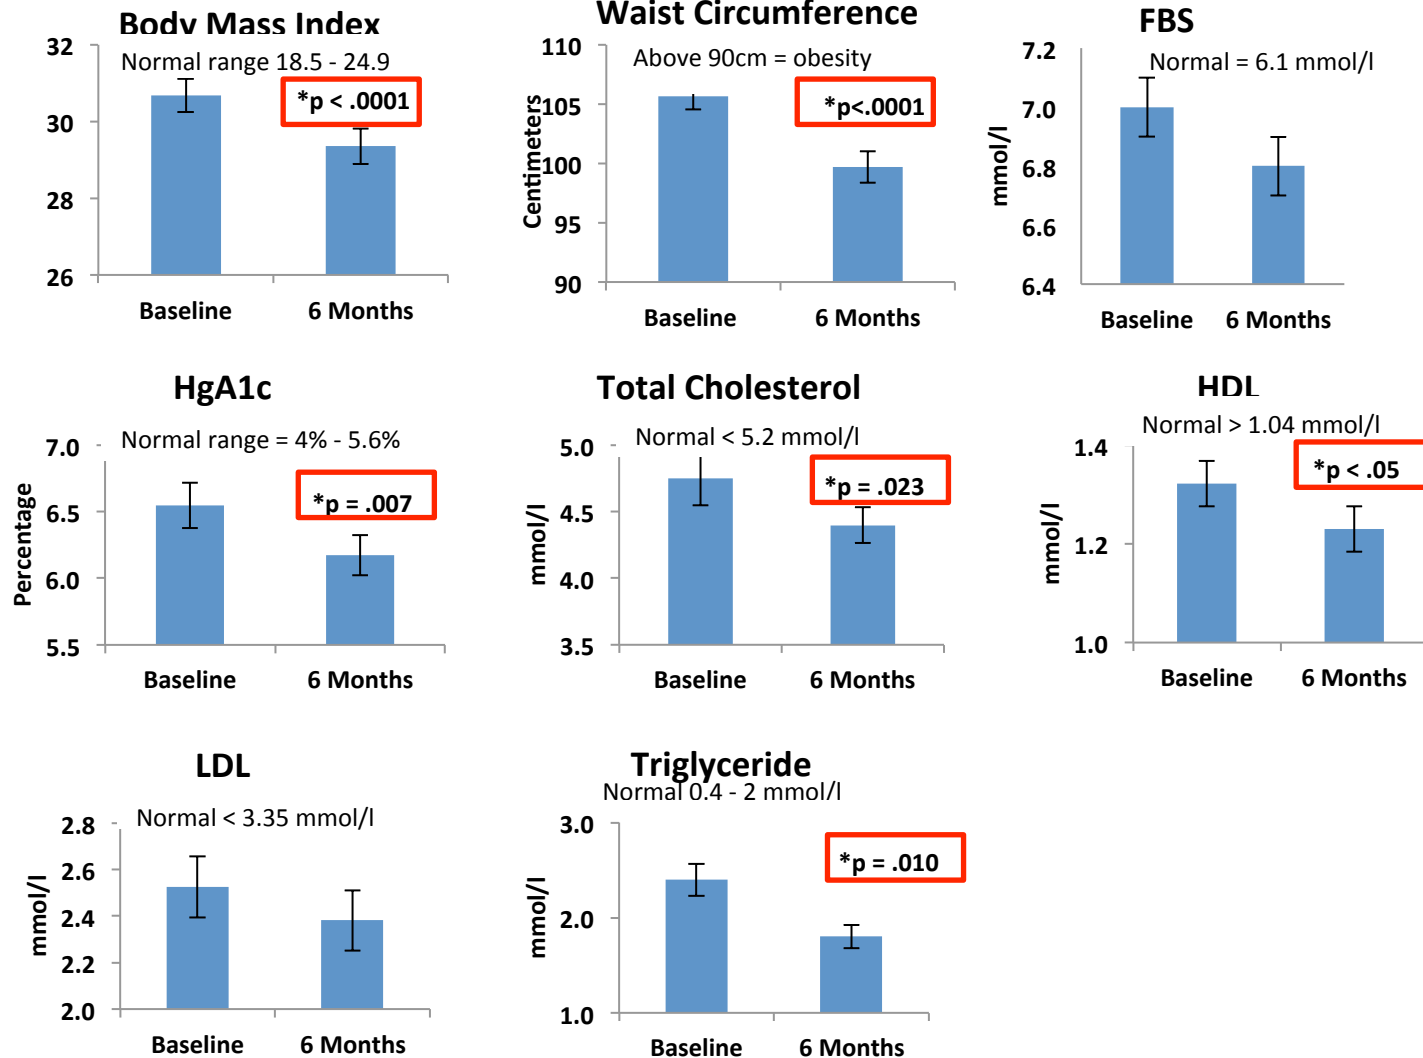 Body Mass Index
Normal range 18.5 - 24.9
*p < .0001
32
30
28
26
Baseline
6 Months
Waist Circumference
Above 90cm = obesity
*p<.0001
Centimeters
110
105
100
95
90
Baseline
6 Months
FBS
Normal = 6.1 mmol/l
mmol/l
7.2
7.0
6.8
6.6
6.4
Baseline
6 Months
HgA1c
Normal range = 4% - 5.6%
*p = .007
Percentage
7.0
6.5
6.0
5.5
Baseline
6 Months
Total Cholesterol
Normal < 5.2 mmol/l
*p = .023
mmol/l
5.0
4.5
4.0
3.5
Baseline
6 Months
HDL
Normal > 1.04 mmol/l
*p < .05
mmol/l
1.4
1.2
1.0
Baseline
6 Months
LDL
Normal < 3.35 mmol/l
mmol/l
2.8
2.6
2.4
2.2
2.0
Baseline
6 Months
Triglyceride
Normal 0.4 - 2 mmol/l
*p = .010
mmol/l
3.0
2.0
1.0
Baseline
6 Months